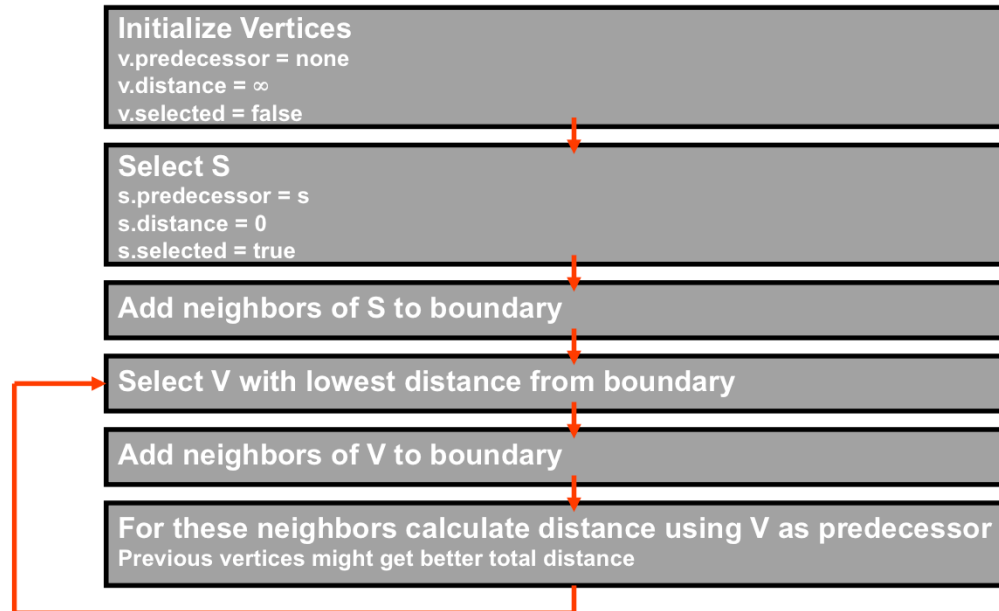 Initialize Vertices
v.predecessor = none
v.distance = ∞
v.selected = false
Select S
s.predecessor = s
s.distance = 0
s.selected = true
Add neighbors of S to boundary
Select V with lowest distance from boundary
Add neighbors of V to boundary
For these neighbors calculate distance using V as predecessor
Previous vertices might get better total distance